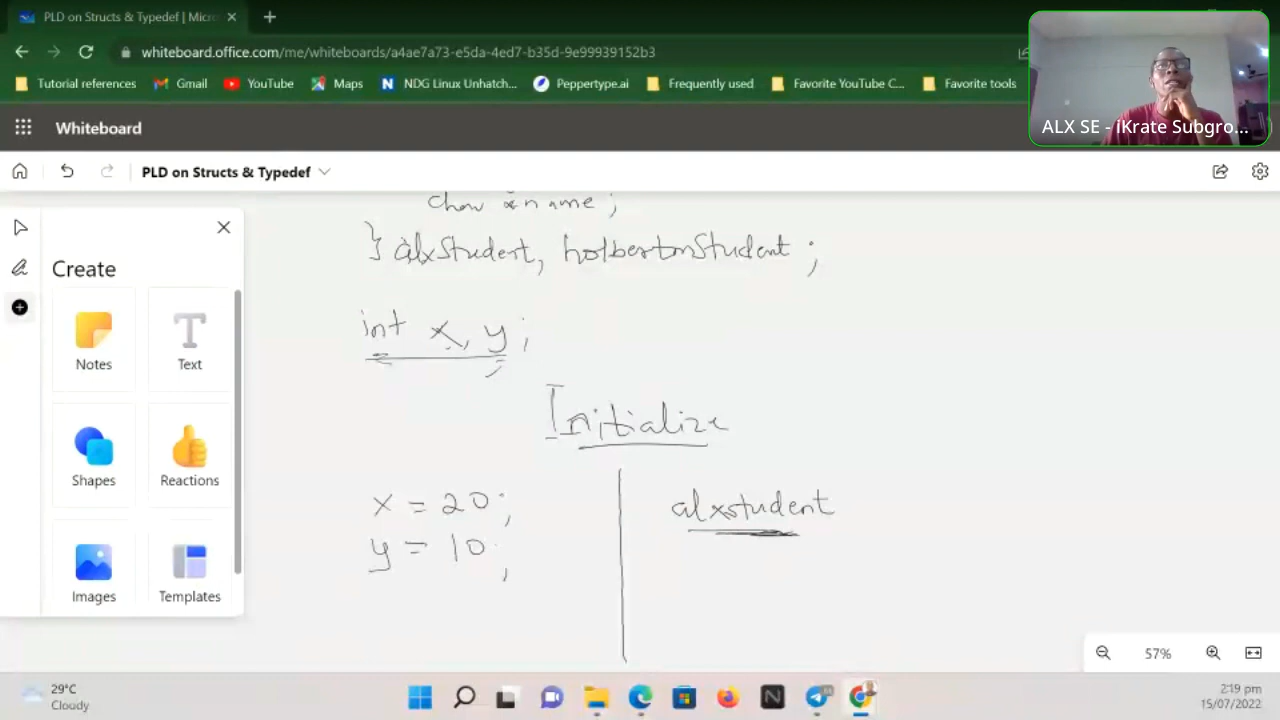 PLD on Structs & Typedef | Micr
whiteboard.office.com/me/whiteboards/a4ae7a73-e5da-4ed7-b35d-9e99939152b3
Tutorial references Gmail YouTube Maps NDG Linux Unhatch... Peppertype.ai Frequently used Favorite YouTube C... Favorite tools
ALX SE - iKrate Subgro...
Whiteboard
PLD on Structs & Typedef
Create
Notes Text
Shapes Reactions
Images Templates
char *name;
} alxStudent, holbertonStudent;
int x, y;
Initialize
x = 20;
y = 10;
alxstudent
57%
29°C
Cloudy
2:19 pm
15/07/2022